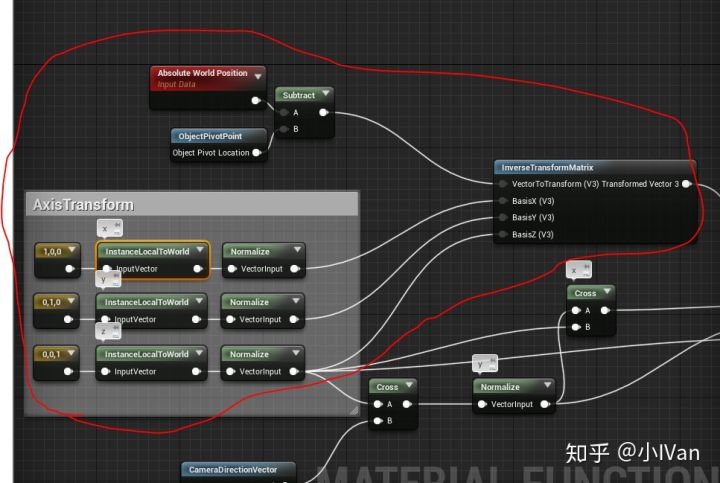 Absolute World Position
Input Data
Subtract
A
B
ObjectPivotPoint
Object Pivot Location
InverseTransformMatrix
VectorToTransform (V3) Transformed Vector 3
BasisX (V3)
BasisY (V3)
BasisZ (V3)
AxisTransform
x
1,0,0
InstanceLocalToWorld
Normalize
InputVector
VectorInput
y
0,1,0
InstanceLocalToWorld
Normalize
InputVector
VectorInput
z
0,0,1
InstanceLocalToWorld
Normalize
InputVector
VectorInput
x
Cross
A
B
y
Cross
A
B
Normalize
VectorInput
CameraDirectionVector
MATERIAL FUNCTION
知乎 @小IVan